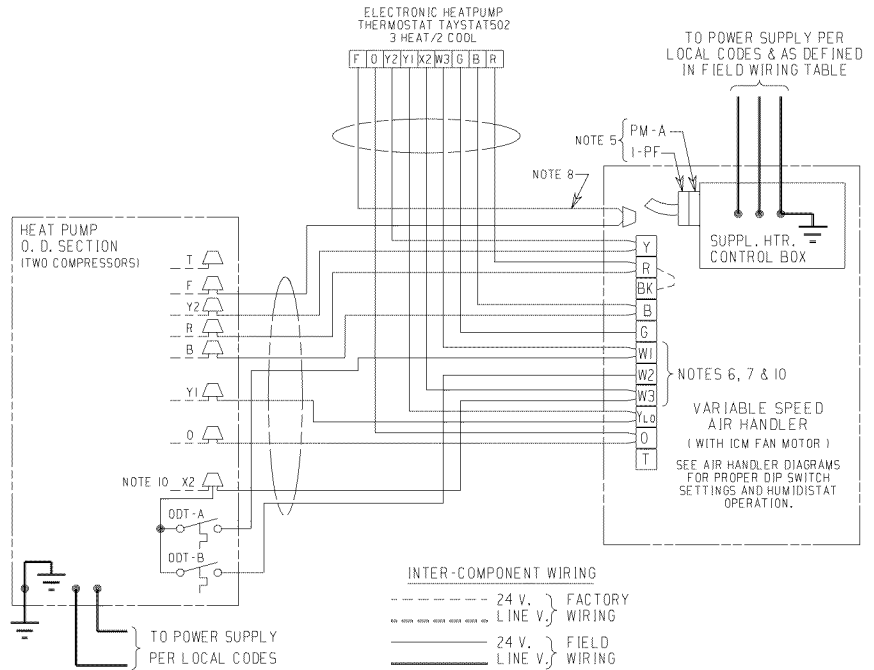 ELECTRONIC HEATPUMP
THERMOSTAT TAYSTAT502
3 HEAT/2 COOL
F O Y2 Y1 X2 W3 G B R
TO POWER SUPPLY PER
LOCAL CODES & AS DEFINED
IN FIELD WIRING TABLE
NOTE 5
PM-A
1-PF
NOTE 8
SUPPL. HTR.
CONTROL BOX
HEAT PUMP
O. D. SECTION
(TWO COMPRESSORS)
T
F
Y2
R
B
Y1
O
NOTE 10 X2
ODT-A
ODT-B
Y
R
BK
B
G
W1
W2
W3
YLO
O
T
NOTES 6, 7 & 10
VARIABLE SPEED
AIR HANDLER
( WITH ICM FAN MOTOR )
SEE AIR HANDLER DIAGRAMS
FOR PROPER DIP SWITCH
SETTINGS AND HUMIDISTAT
OPERATION.
TO POWER SUPPLY
PER LOCAL CODES
INTER-COMPONENT WIRING
24 V.
LINE V.
FACTORY
WIRING
24 V.
LINE V.
FIELD
WIRING